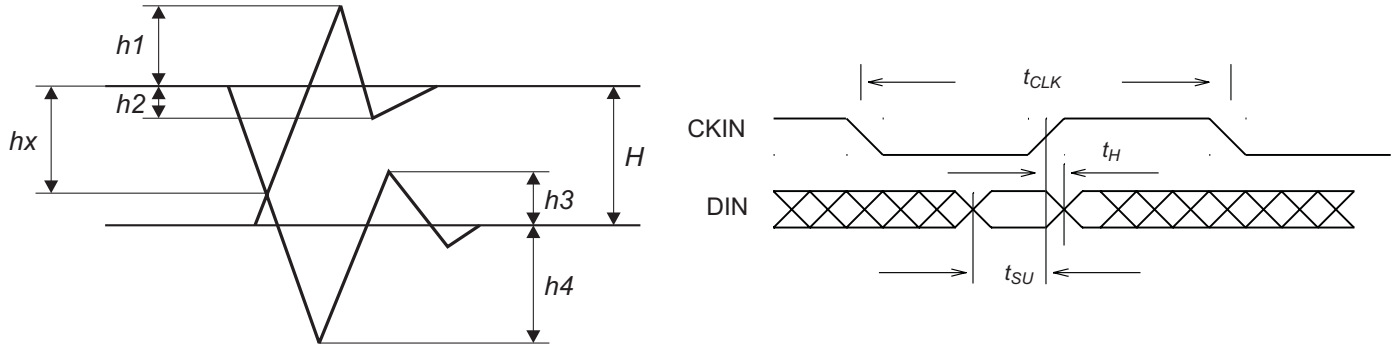 h1
h2
hx
H
h3
h4
t_CLK
CKIN
t_H
DIN
t_SU